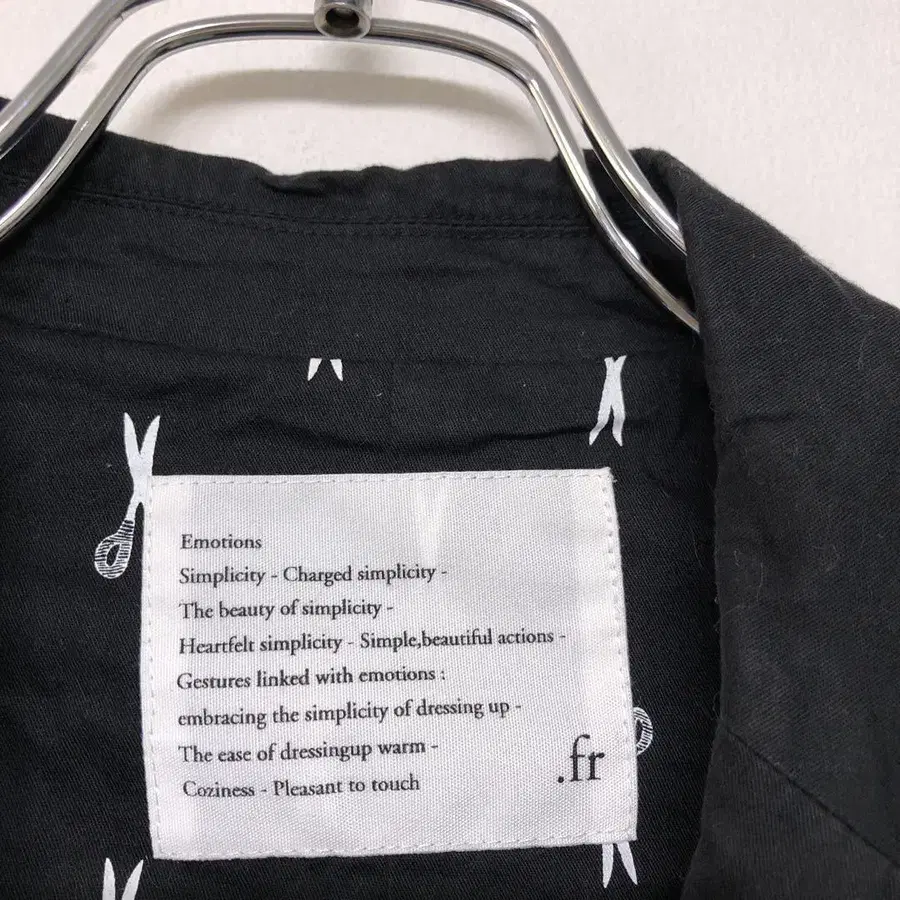 Emotions
Simplicity - Charged simplicity -
The beauty of simplicity -
Heartfelt simplicity - Simple,beautiful actions -
Gestures linked with emotions :
embracing the simplicity of dressing up -
The ease of dressingup warm -
Coziness - Pleasant to touch
.fr